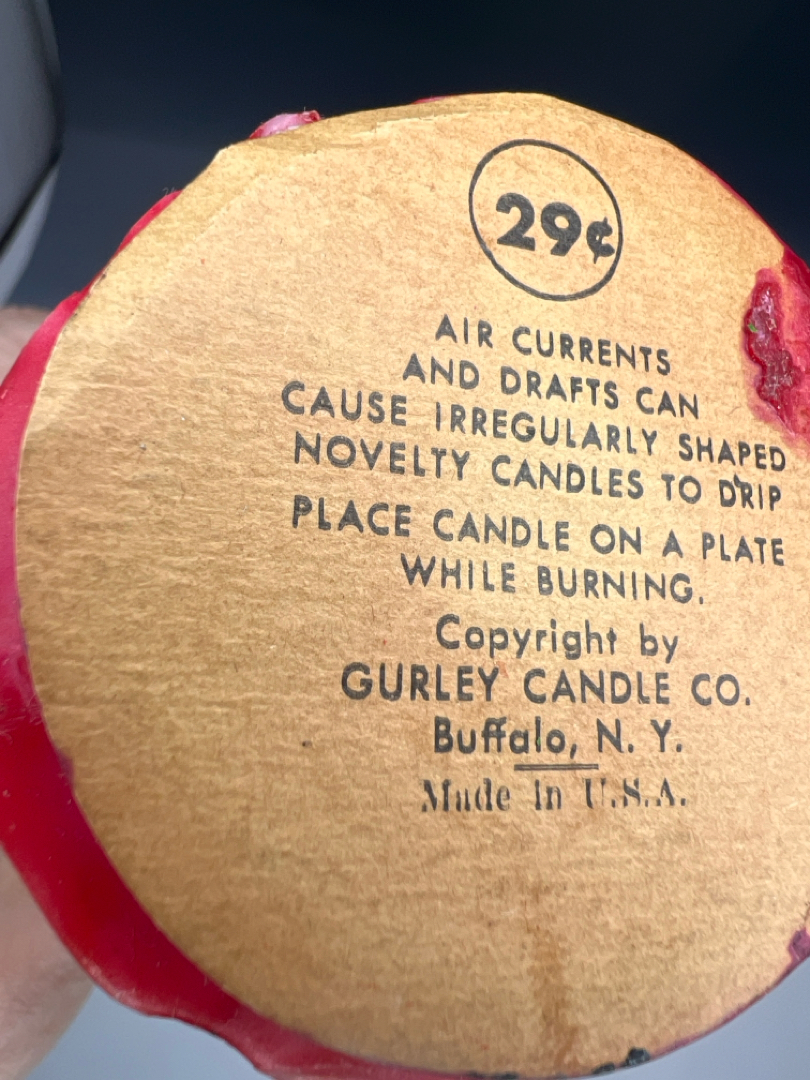 29¢
AIR CURRENTS
AND DRAFTS CAN
CAUSE IRREGULARLY SHAPED
NOVELTY CANDLES TO DRIP
PLACE CANDLE ON A PLATE
WHILE BURNING.
Copyright by
GURLEY CANDLE CO.
Buffalo, N. Y.
Made in U.S.A.